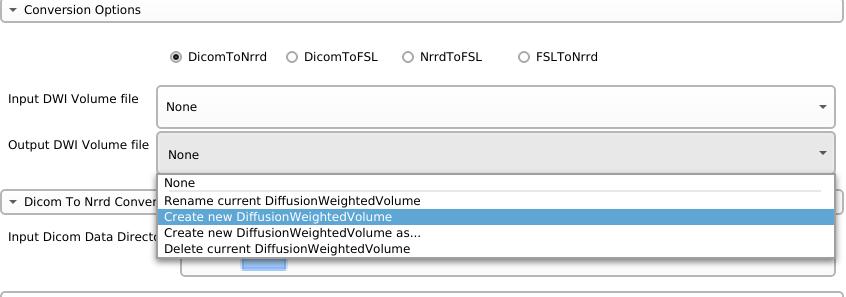 Conversion Options
DicomToNrrd DicomToFSL NrrdToFSL FSLToNrrd
Input DWI Volume file None
Output DWI Volume file None
None
Rename current DiffusionWeightedVolume
Dicom To Nrrd Conver
Create new DiffusionWeightedVolume
Create new DiffusionWeightedVolume as...
Input Dicom Data Directo
Delete current DiffusionWeightedVolume